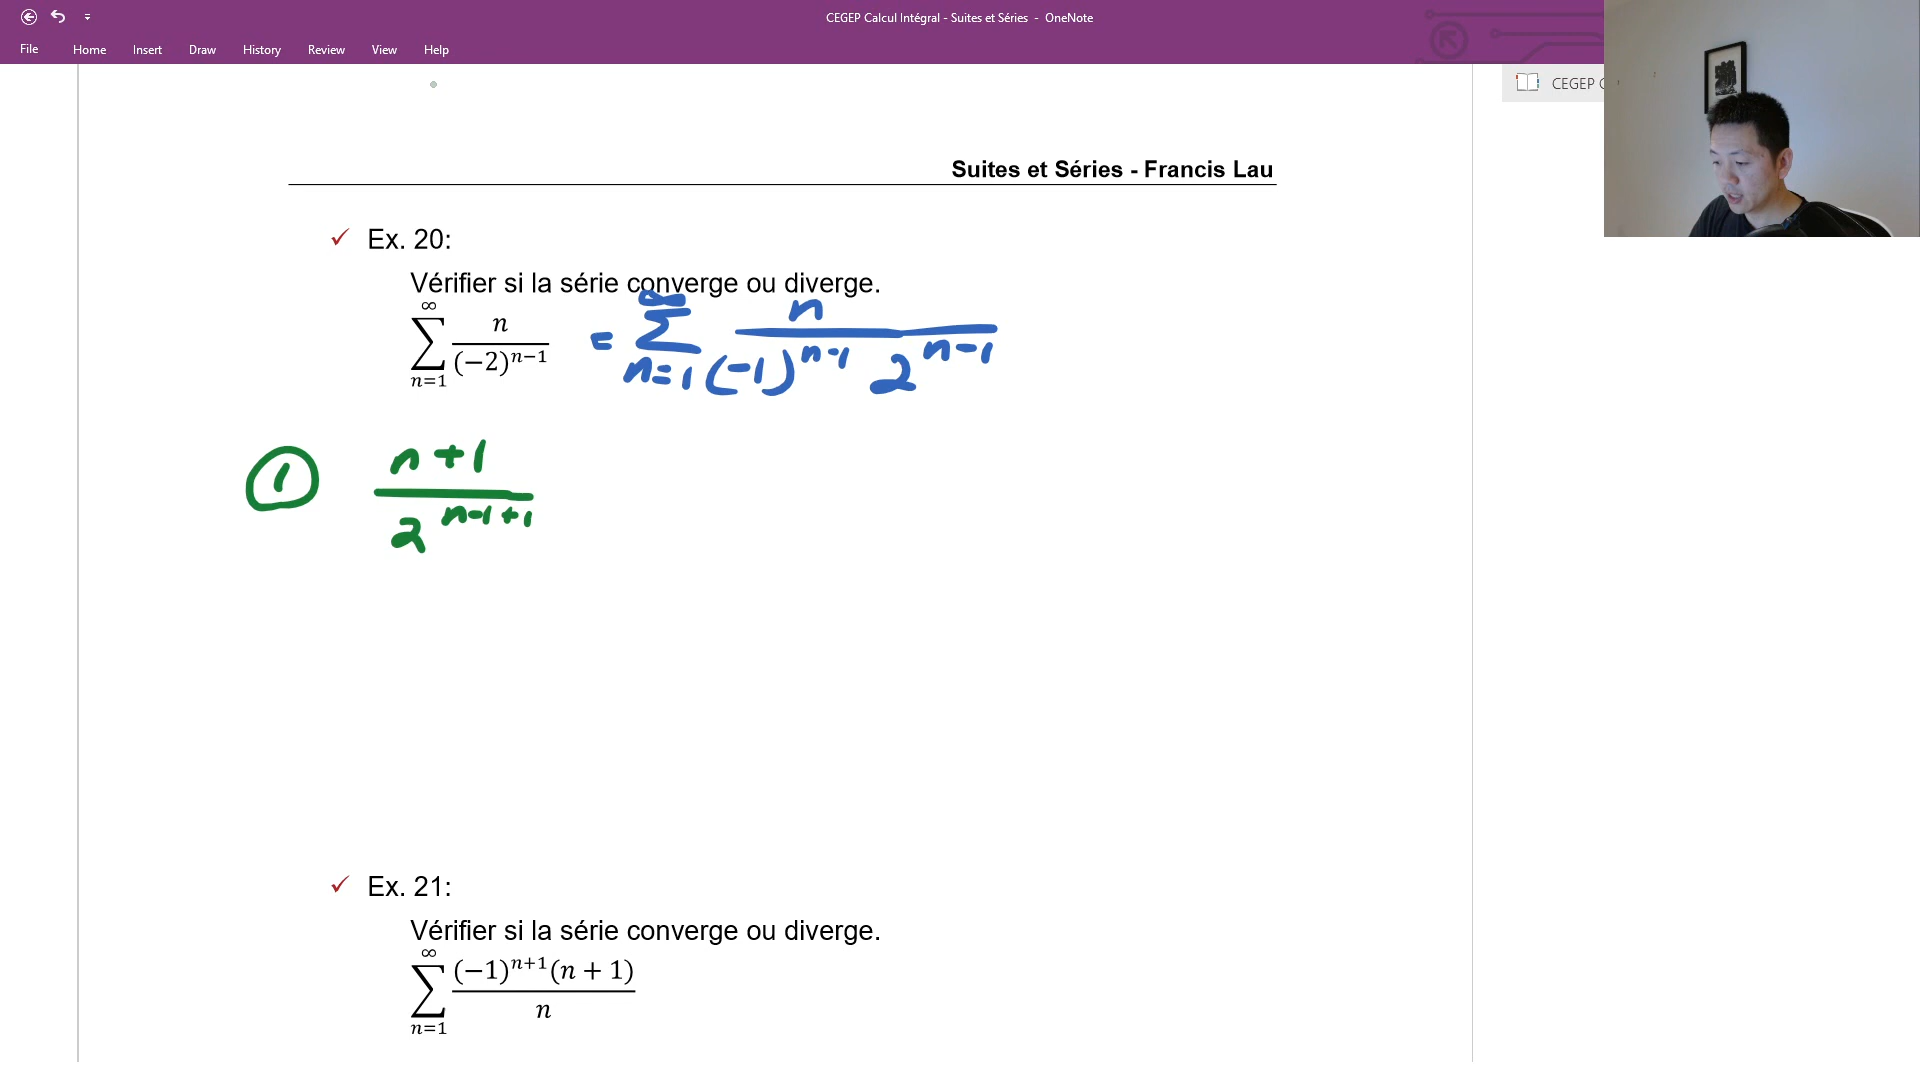 CEGEP Calcul Intégral - Suites et Séries - OneNote
File Home Insert Draw History Review View Help
CEGEP C
Suites et Séries - Francis Lau
✓ Ex. 20:
Vérifier si la série converge ou diverge.
∑_{n=1}^{∞} n/(−2)^{n−1} = ∑_{n=1}^{∞} n/((-1)^{n-1} 2^{n-1})
① (n+1)/(2^{n-1+1})
✓ Ex. 21:
Vérifier si la série converge ou diverge.
∑_{n=1}^{∞} ((−1)^{n+1}(n + 1))/n